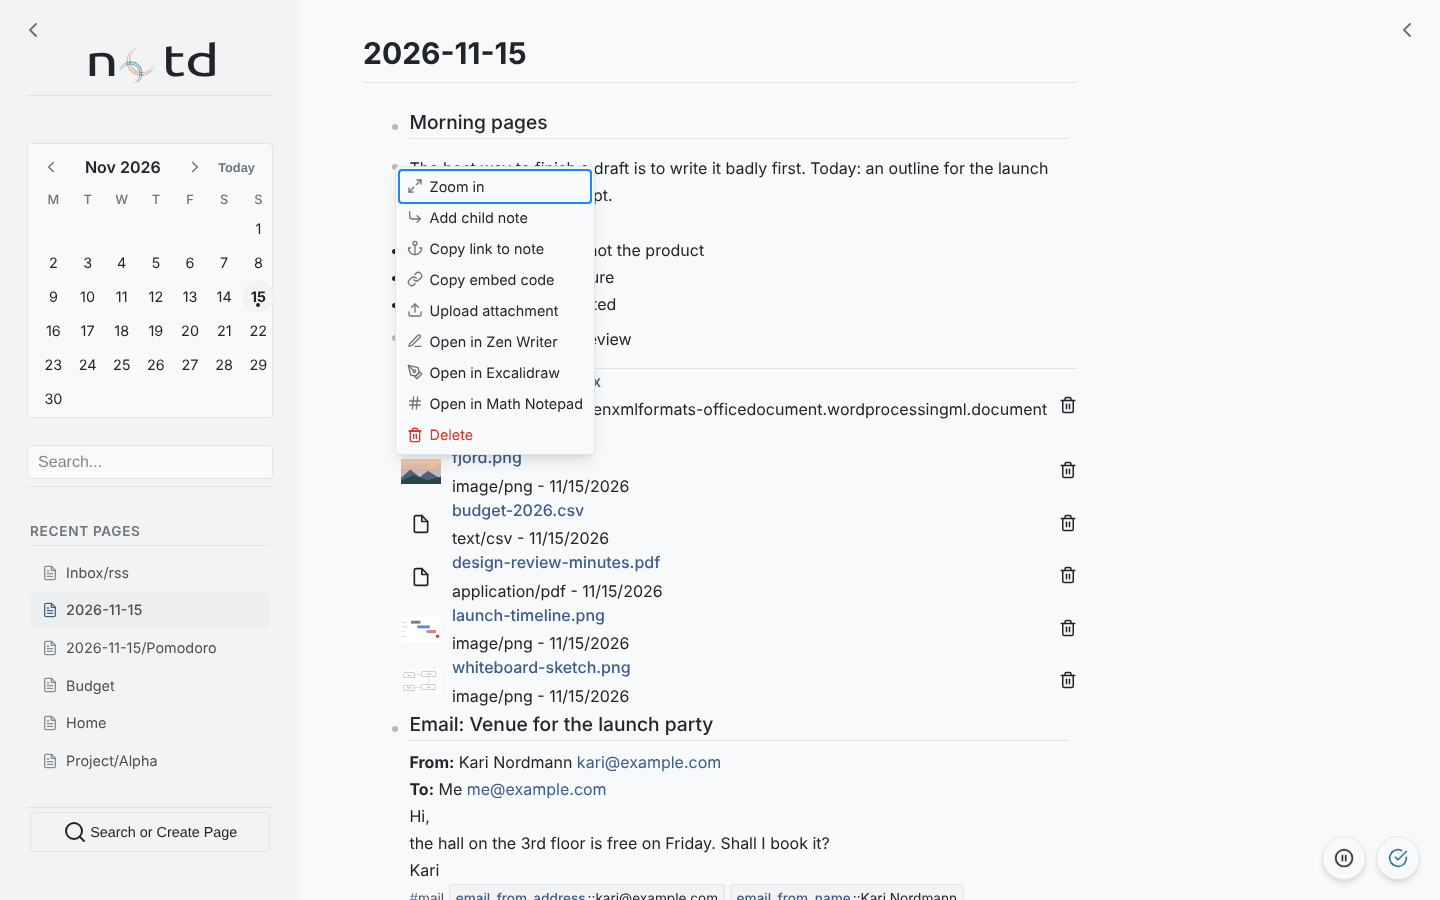 notd
Nov 2026
Today
M T W T F S S
1
2 3 4 5 6 7 8
9 10 11 12 13 14 15
16 17 18 19 20 21 22
23 24 25 26 27 28 29
30
Search...
RECENT PAGES
Inbox/rss
2026-11-15
2026-11-15/Pomodoro
Budget
Home
Project/Alpha
Search or Create Page
2026-11-15
Morning pages
draft is to write it badly first. Today: an outline for the launch
not the product
Zoom in
Add child note
Copy link to note
Copy embed code
Upload attachment
Open in Zen Writer
Open in Excalidraw
Open in Math Notepad
Delete
enxmlformats-officedocument.wordprocessingml.document
fjord.png
image/png - 11/15/2026
budget-2026.csv
text/csv - 11/15/2026
design-review-minutes.pdf
application/pdf - 11/15/2026
launch-timeline.png
image/png - 11/15/2026
whiteboard-sketch.png
image/png - 11/15/2026
Email: Venue for the launch party
From: Kari Nordmann kari@example.com
To: Me me@example.com
Hi,
the hall on the 3rd floor is free on Friday. Shall I book it?
Kari
#mail email_from_address::kari@example.com email_from_name::Kari Nordmann